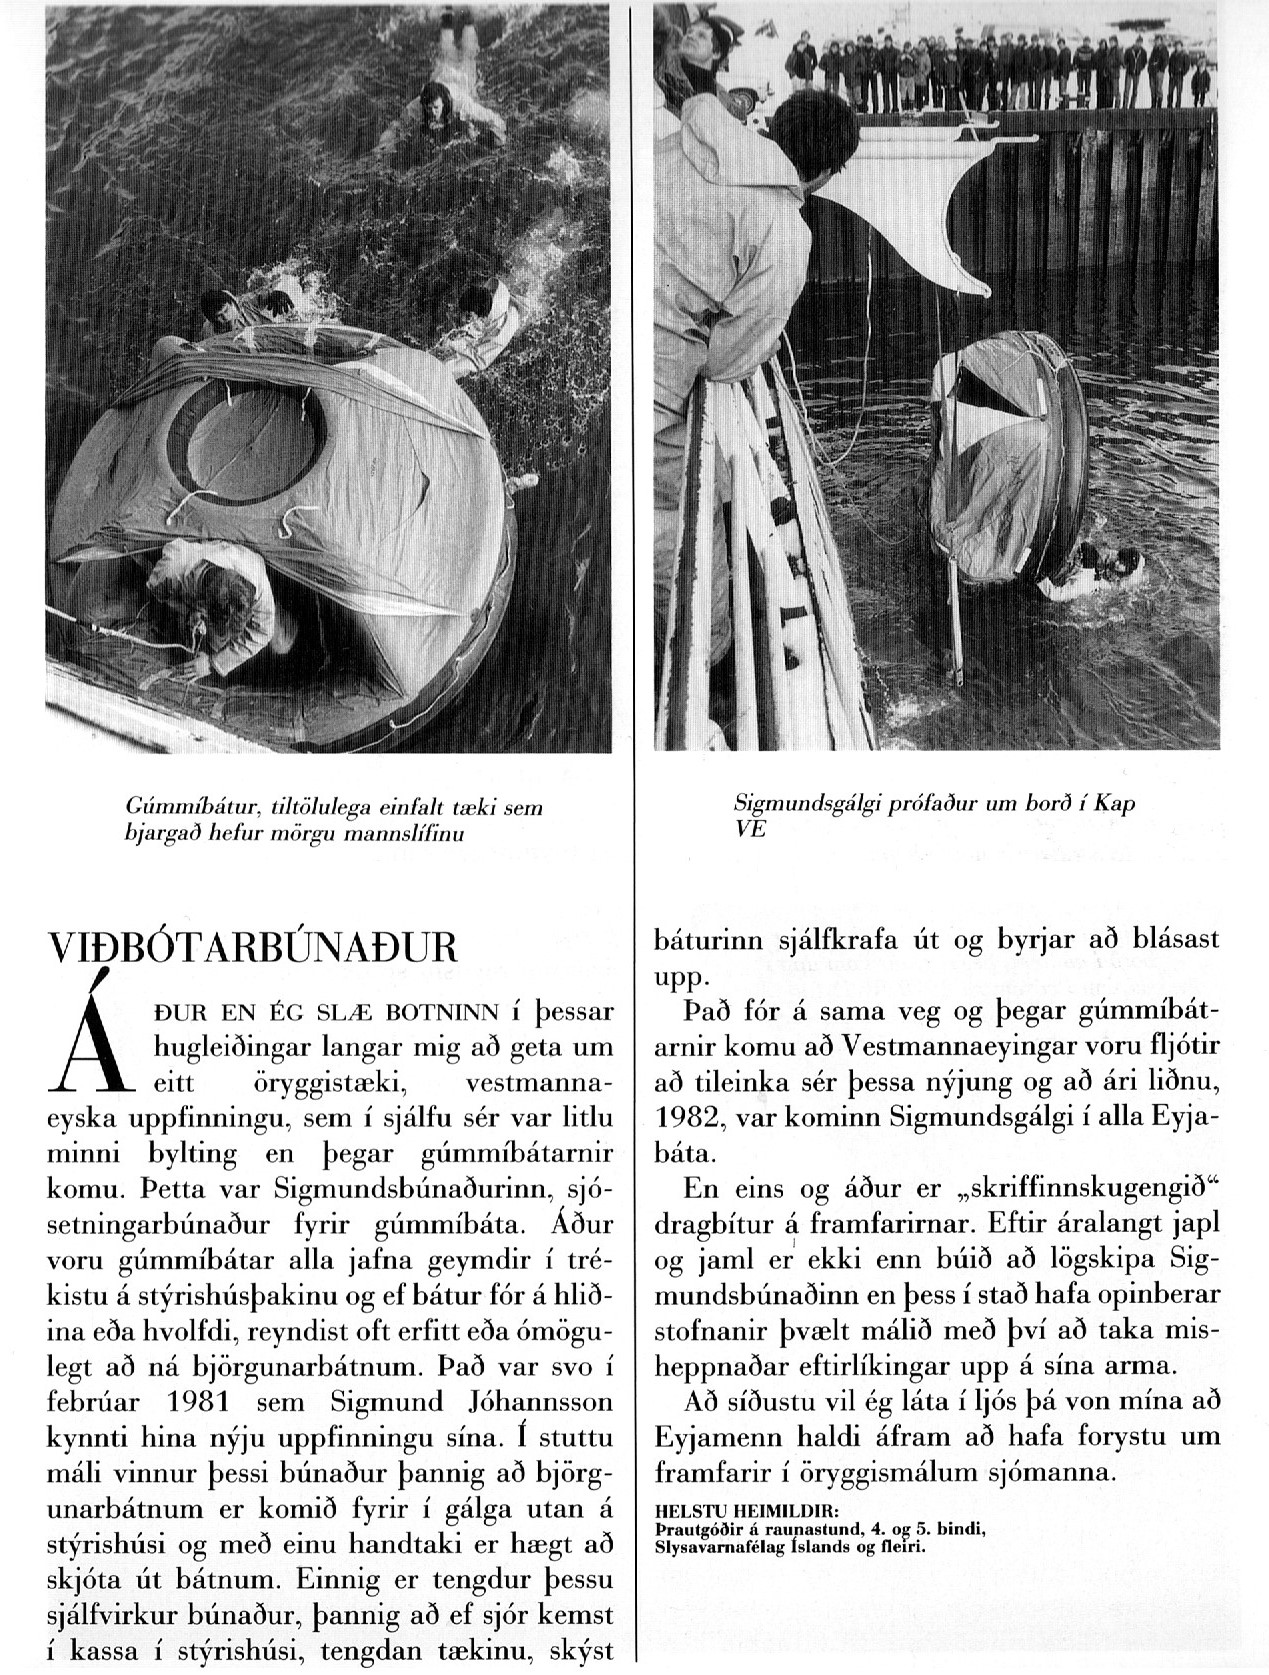 Gúmmíbátur, tiltölulega einfalt tæki sem
bjargað hefur mörgu mannslífinu
Sigmundsgálgi prófaður um borð í Kap
VE
VIÐBÓTARBÚNAÐUR
ÁÐUR EN ÉG SLÆ BOTNINN í þessar
hugleiðingar langar mig að geta um
eitt öryggistæki, vestmanna-
eyska uppfinningu, sem í sjálfu sér var litlu
minni bylting en þegar gúmmíbátarnir
komu. Þetta var Sigmundsbúnaðurinn, sjó-
setningarbúnaður fyrir gúmmíbáta. Áður
voru gúmmíbátar alla jafna geymdir í tré-
kistu á stýrishúsþakinu og ef bátur fór á hlið-
ina eða hvolfdi, reyndist oft erfitt eða ómögu-
legt að ná björgunarbátnum. Það var svo í
febrúar 1981 sem Sigmund Jóhannsson
kynnti hina nýju uppfinningu sína. Í stuttu
máli vinnur þessi búnaður þannig að björg-
unarbátnum er komið fyrir í gálga utan á
stýrishúsi og með einu handtaki er hægt að
skjóta út bátnum. Einnig er tengdur þessu
sjálfvirkur búnaður, þannig að ef sjór kemst
í kassa í stýrishúsi, tengdan tækinu, skýst
báturinn sjálfkrafa út og byrjar að blásast
upp.
Það fór á sama veg og þegar gúmmíbát-
arnir komu að Vestmannaeyingar voru fljótir
að tileinka sér þessa nýjung og að ári liðnu,
1982, var kominn Sigmundsgálgi í alla Eyja-
báta.
En eins og áður er „skriffinnskugengið“
dragbítur á framfarirnar. Eftir áralangt japl
og jaml er ekki enn búið að lögskipa Sig-
mundsbúnaðinn en þess í stað hafa opinberar
stofnanir þvælt málið með því að taka mis-
heppnaðar eftirlíkingar upp á sína arma.
Að síðustu vil ég láta í ljós þá von mína að
Eyjamenn haldi áfram að hafa forystu um
framfarir í öryggismálum sjómanna.
HELSTU HEIMILDIR:
Þrautgóðir á raunastund, 4. og 5. bindi,
Slysavarnafélag Íslands og fleiri.